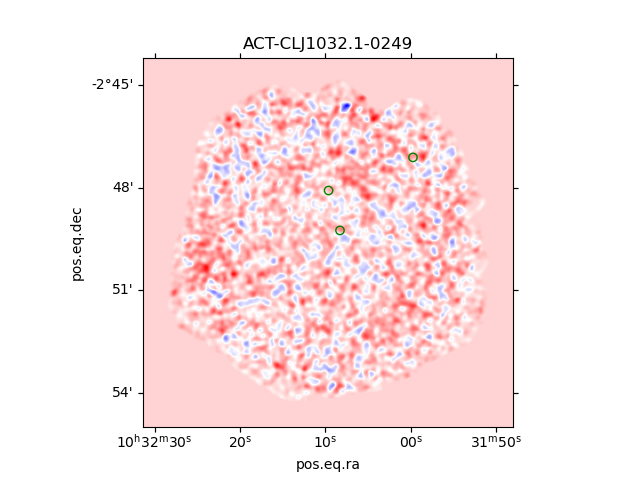 ACT-CLJ1032.1-0249
-2°45'
48'
51'
54'
pos.eq.dec
10ʰ32ᵐ30ˢ 20ˢ 10ˢ 00ˢ 31ᵐ50ˢ
pos.eq.ra